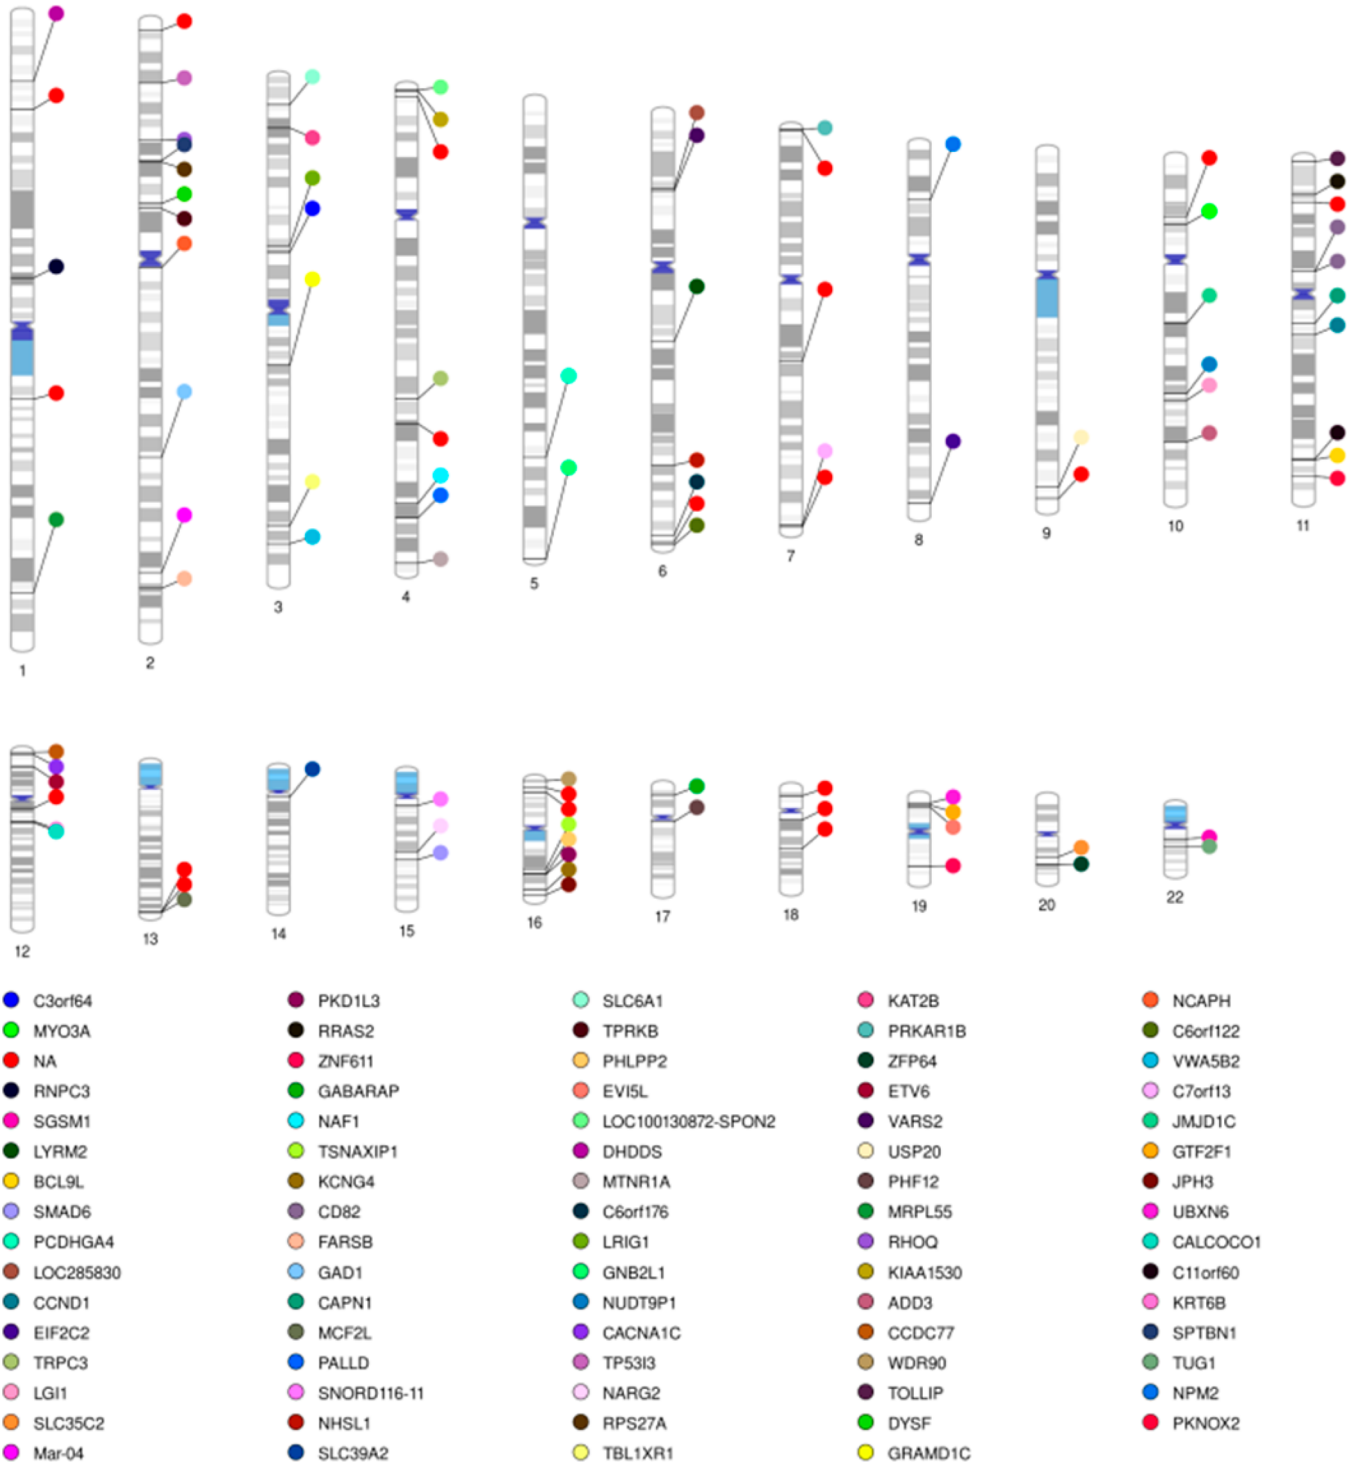 1
2
3
4
5
6
7
8
9
10
11
12
13
14
15
16
17
18
19
20
22
C3orf64 PKD1L3 SLC6A1 KAT2B NCAPH
MYO3A RRAS2 TPRKB PRKAR1B C6orf122
NA ZNF611 PHLPP2 ZFP64 VWA5B2
RNPC3 GABARAP EVI5L ETV6 C7orf13
SGSM1 NAF1 LOC100130872-SPON2 VARS2 JMJD1C
LYRM2 TSNAXIP1 DHDDS USP20 GTF2F1
BCL9L KCNG4 MTNR1A PHF12 JPH3
SMAD6 CD82 C6orf176 MRPL55 UBXN6
PCDHGA4 FARSB LRIG1 RHOQ CALCOCO1
LOC285830 GAD1 GNB2L1 KIAA1530 C11orf60
CCND1 CAPN1 NUDT9P1 ADD3 KRT6B
EIF2C2 MCF2L CACNA1C CCDC77 SPTBN1
TRPC3 PALLD TP53I3 WDR90 TUG1
LGI1 SNORD116-11 NARG2 TOLLIP NPM2
SLC35C2 NHSL1 RPS27A DYSF PKNOX2
Mar-04 SLC39A2 TBL1XR1 GRAMD1C